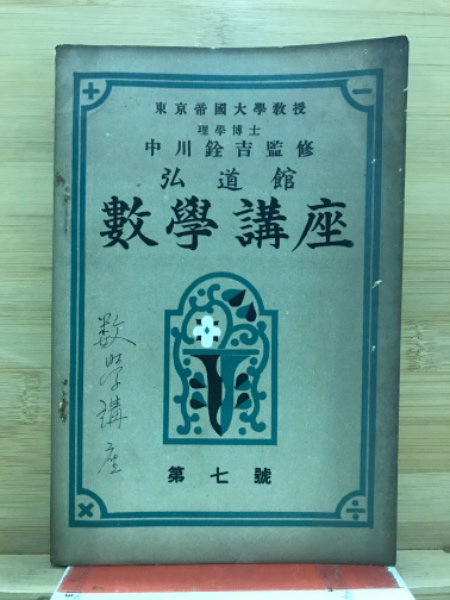 +
−
東京帝國大學教授
理學博士
中川銓吉監修
弘道館
數學講座
数学講座
第七號
×
÷